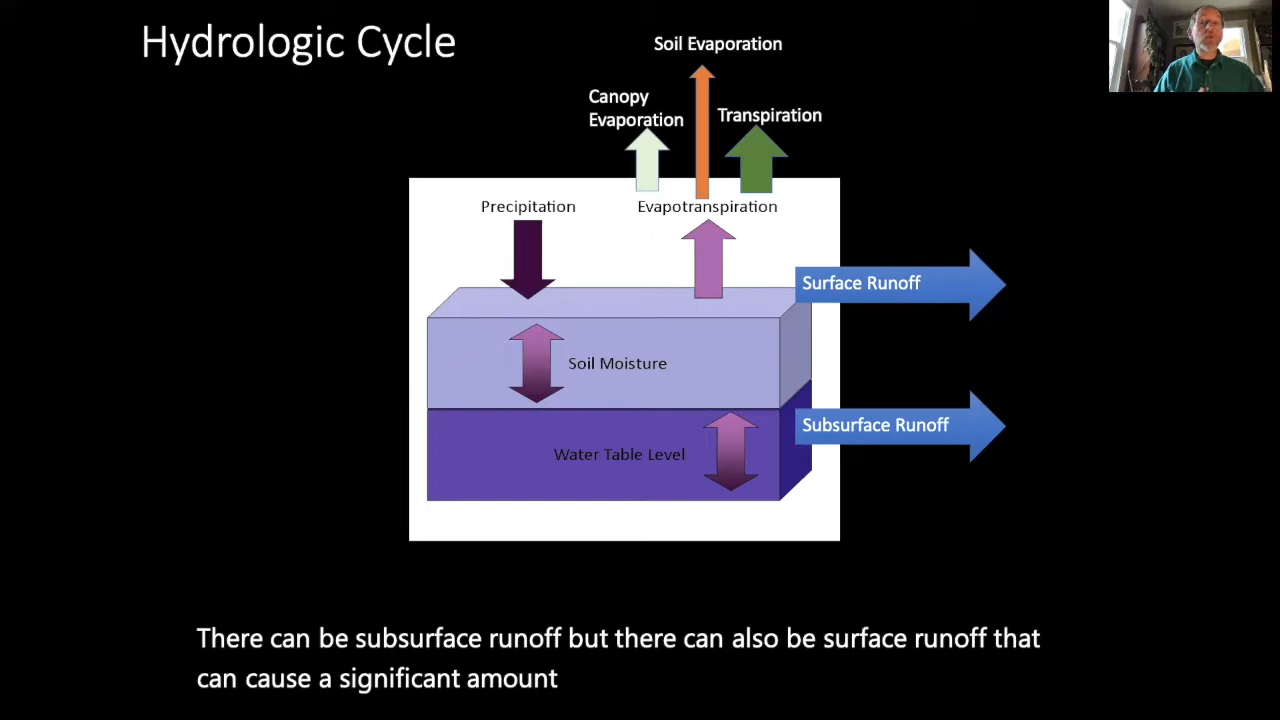 Hydrologic Cycle
Soil Evaporation
Canopy
Evaporation
Transpiration
Precipitation
Evapotranspiration
Surface Runoff
Soil Moisture
Subsurface Runoff
Water Table Level
There can be subsurface runoff but there can also be surface runoff that
can cause a significant amount